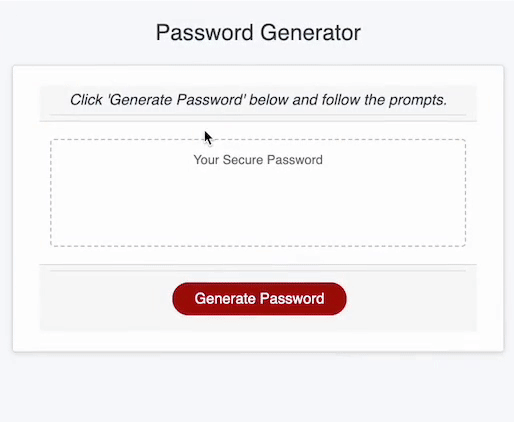 Password Generator
Click 'Generate Password' below and follow the prompts.
Your Secure Password
Generate Password